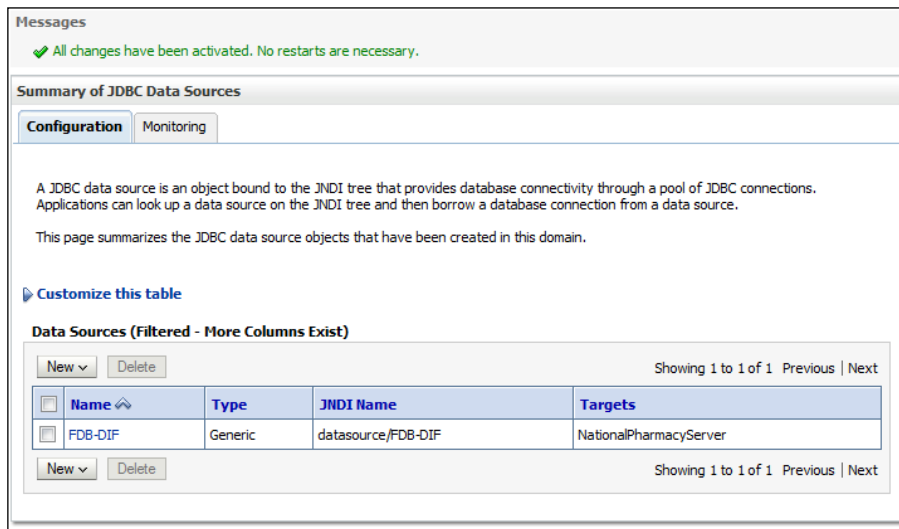 Messages
All changes have been activated. No restarts are necessary.
Summary of JDBC Data Sources
Configuration Monitoring
A JDBC data source is an object bound to the JNDI tree that provides database connectivity through a pool of JDBC connections.
Applications can look up a data source on the JNDI tree and then borrow a database connection from a data source.
This page summarizes the JDBC data source objects that have been created in this domain.
Customize this table
Data Sources (Filtered - More Columns Exist)
New Delete Showing 1 to 1 of 1 Previous | Next
Name Type JNDI Name Targets
FDB-DIF Generic datasource/FDB-DIF NationalPharmacyServer
New Delete Showing 1 to 1 of 1 Previous | Next